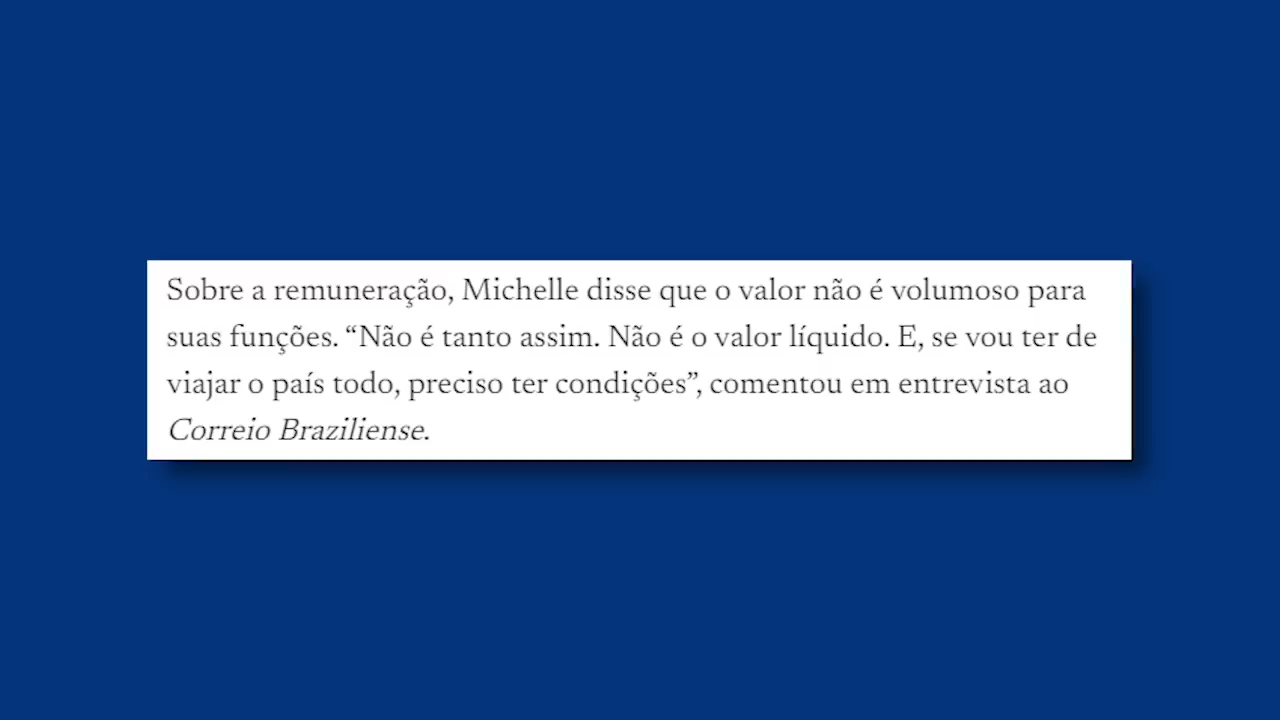 Sobre a remuneração, Michelle disse que o valor não é volumoso para
suas funções. “Não é tanto assim. Não é o valor líquido. E, se vou ter de
viajar o país todo, preciso ter condições”, comentou em entrevista ao
Correio Braziliense.